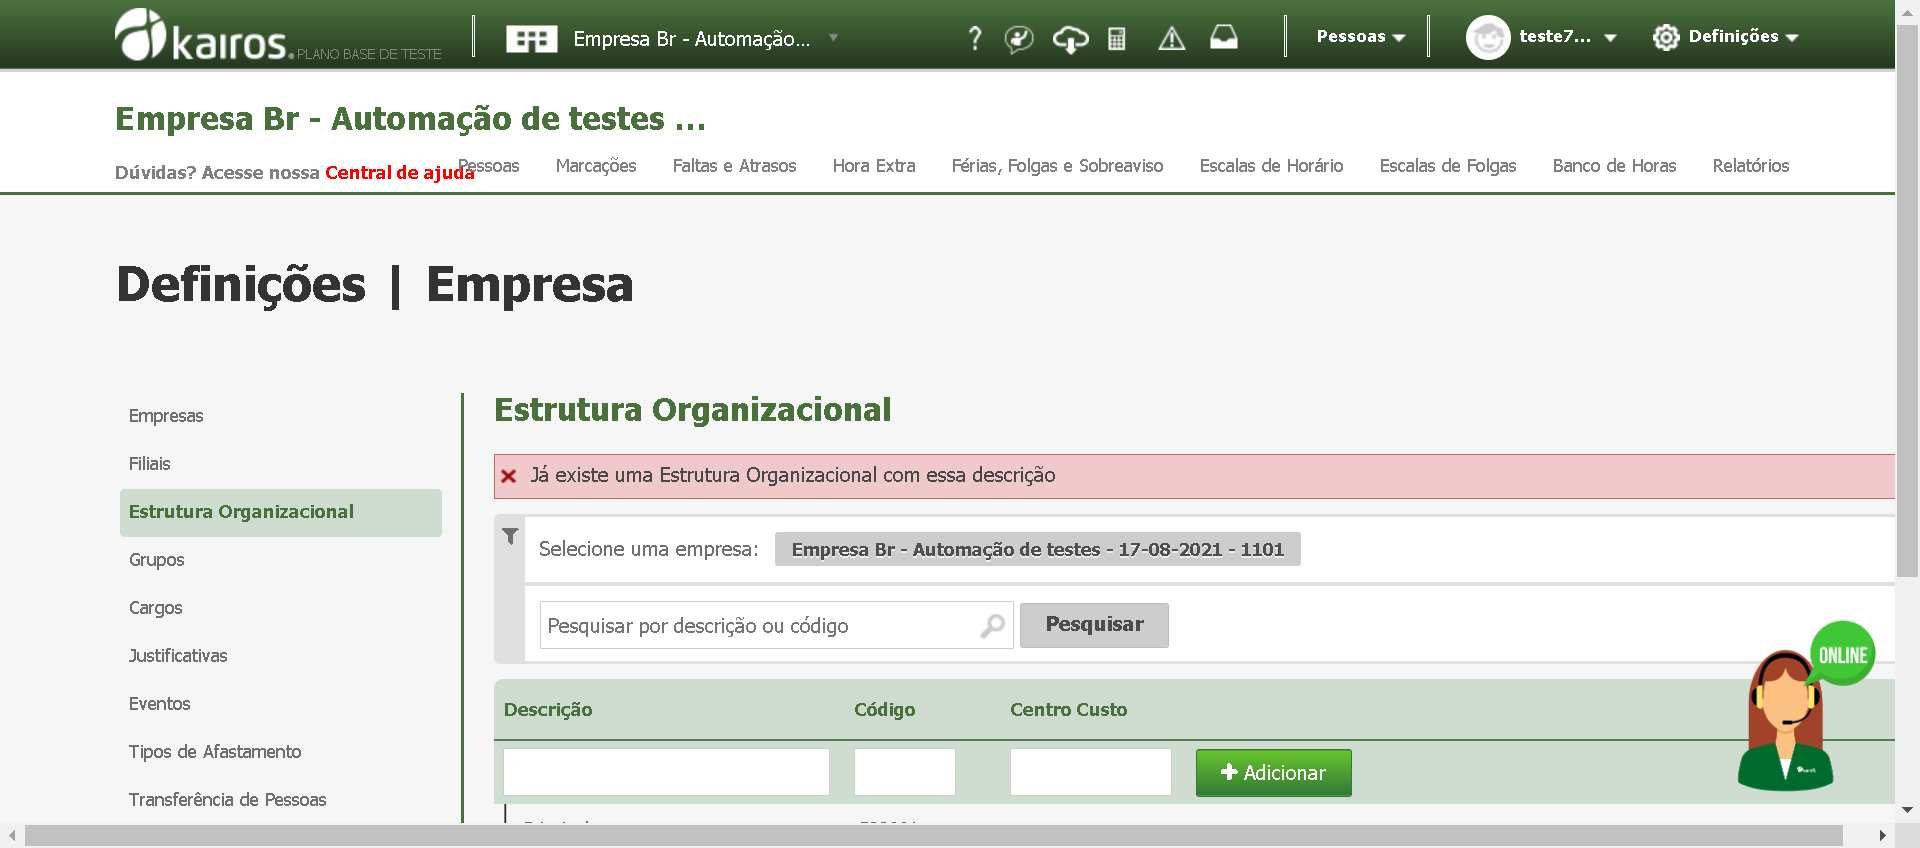 kairos. PLANO BASE DE TESTE
Empresa Br - Automação...
?
Pessoas
teste7...
Definições
Empresa Br - Automação de testes ...
Dúvidas? Acesse nossa Central de ajuda
Pessoas Marcações Faltas e Atrasos Hora Extra Férias, Folgas e Sobreaviso Escalas de Horário Escalas de Folgas Banco de Horas Relatórios
Definições | Empresa
Empresas
Filiais
Estrutura Organizacional
Grupos
Cargos
Justificativas
Eventos
Tipos de Afastamento
Transferência de Pessoas
Estrutura Organizacional
Já existe uma Estrutura Organizacional com essa descrição
Selecione uma empresa: Empresa Br - Automação de testes - 17-08-2021 - 1101
Pesquisar por descrição ou código Pesquisar
ONLINE
Descrição Código Centro Custo
Adicionar